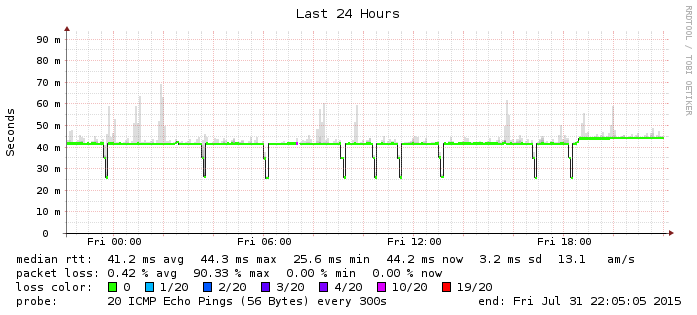 Last 24 Hours
RRDTOOL / TOBI OETIKER
Seconds
90 m
80 m
70 m
60 m
50 m
40 m
30 m
20 m
10 m
0
Fri 00:00 Fri 06:00 Fri 12:00 Fri 18:00
median rtt: 41.2 ms avg 44.3 ms max 25.6 ms min 44.2 ms now 3.2 ms sd 13.1 am/s
packet loss: 0.42 % avg 90.33 % max 0.00 % min 0.00 % now
loss color: 0 1/20 2/20 3/20 4/20 10/20 19/20
probe: 20 ICMP Echo Pings (56 Bytes) every 300s end: Fri Jul 31 22:05:05 2015